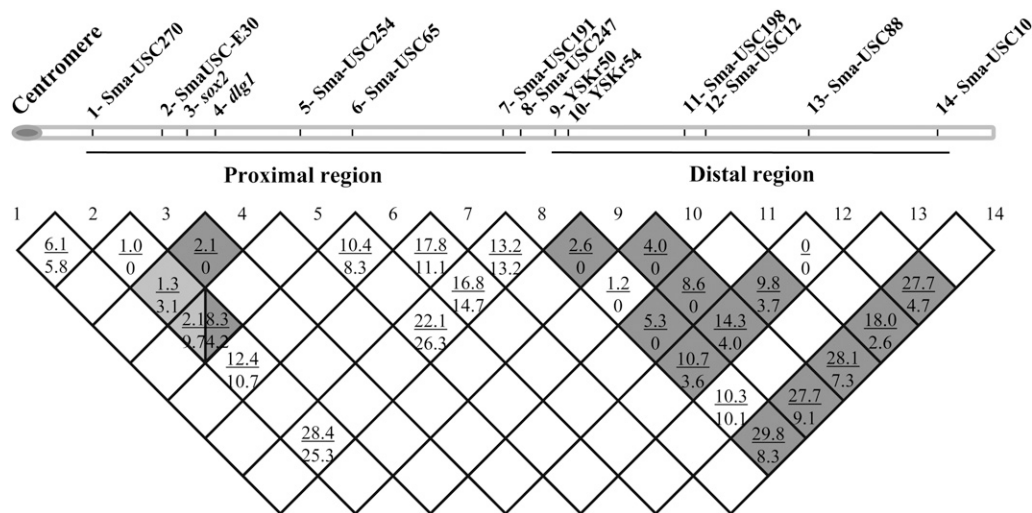 Centromere
1- Sma-USC270
2- SmaUSC-E30
3- sox2
4- dlg1
5- Sma-USC254
6- Sma-USC65
7- Sma-USC191
8- Sma-USC247
9- YSKr50
10- YSKr54
11- Sma-USC198
12- Sma-USC12
13- Sma-USC88
14- Sma-USC10
Proximal region Distal region
1 2 3 4 5 6 7 8 9 10 11 12 13 14
6.1 1.0 2.1 10.4 17.8 13.2 2.6 4.0 0
5.8 0 0 8.3 11.1 13.2 0 0 0
1.3 16.8 1.2 8.6 9.8 27.7
3.1 14.7 0 0 3.7 4.7
2.1 8.3 22.1 5.3 14.3 18.0
9.7 4.2 26.3 0 4.0 2.6
12.4 10.7 28.1
10.7 3.6 7.3
10.3 27.7
10.1 9.1
28.4 29.8
25.3 8.3